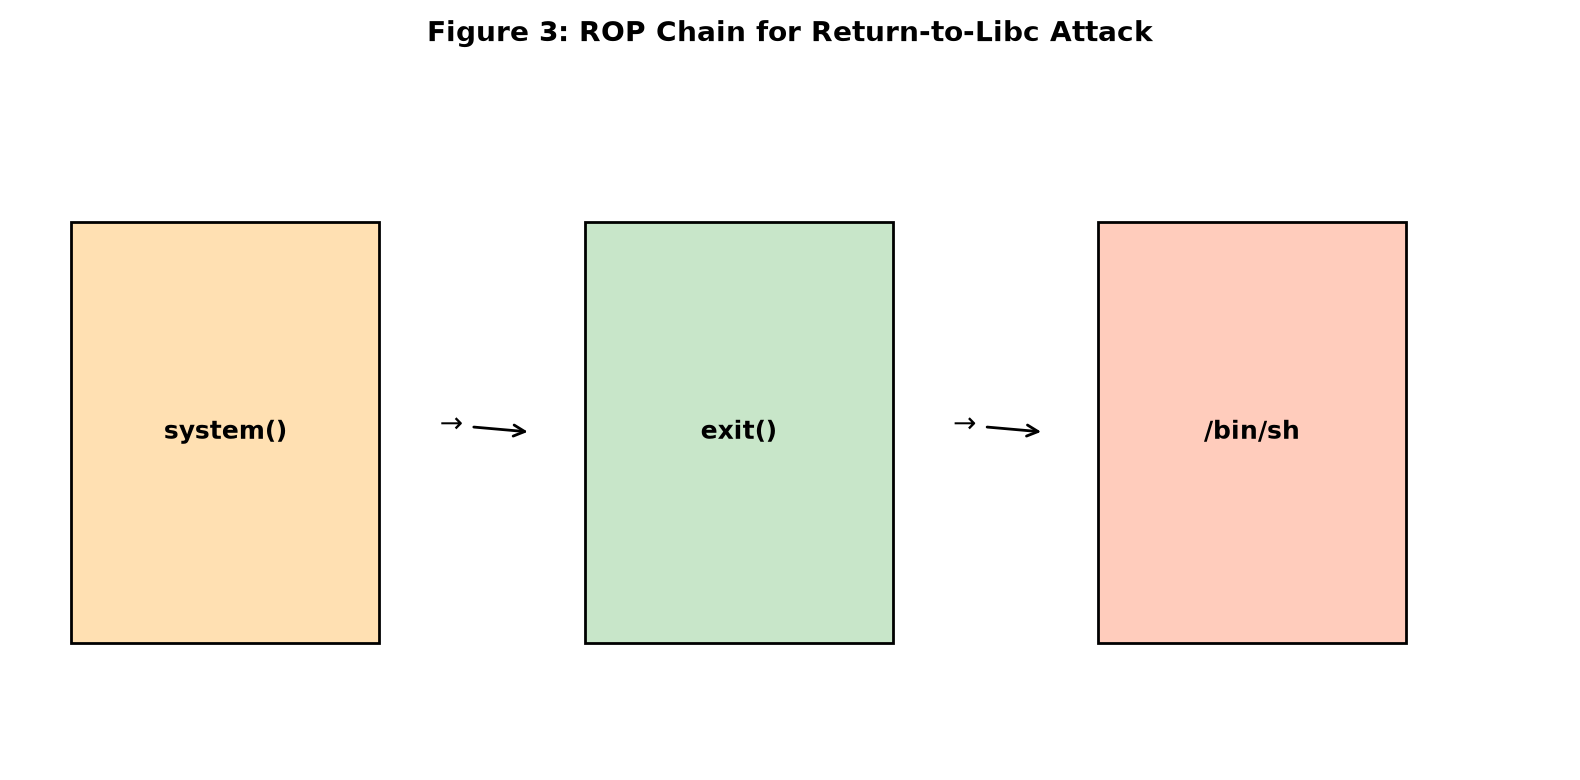 Figure 3: ROP Chain for Return-to-Libc Attack
system() → exit() → /bin/sh